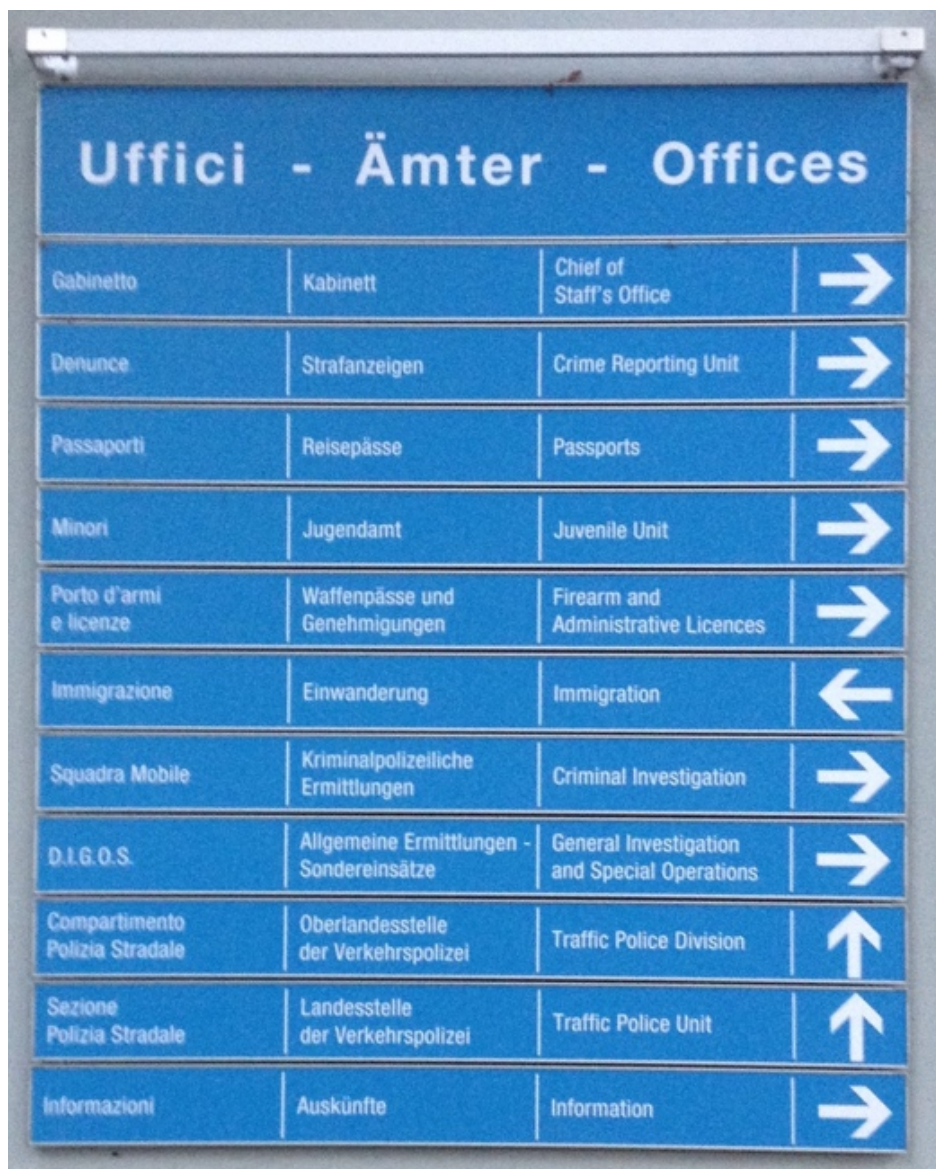 Uffici - Ämter - Offices
Gabinetto
Kabinett
Chief of
Staff's Office
Denunce
Strafanzeigen
Crime Reporting Unit
Passaporti
Reisepässe
Passports
Minori
Jugendamt
Juvenile Unit
Porto d'armi
e licenze
Waffenpässe und
Genehmigungen
Firearm and
Administrative Licences
Immigrazione
Einwanderung
Immigration
Squadra Mobile
Kriminalpolizeiliche
Ermittlungen
Criminal Investigation
D.I.G.O.S.
Allgemeine Ermittlungen -
Sondereinsätze
General Investigation
and Special Operations
Compartimento
Polizia Stradale
Oberlandesstelle
der Verkehrspolizei
Traffic Police Division
Sezione
Polizia Stradale
Landesstelle
der Verkehrspolizei
Traffic Police Unit
Informazioni
Auskünfte
Information